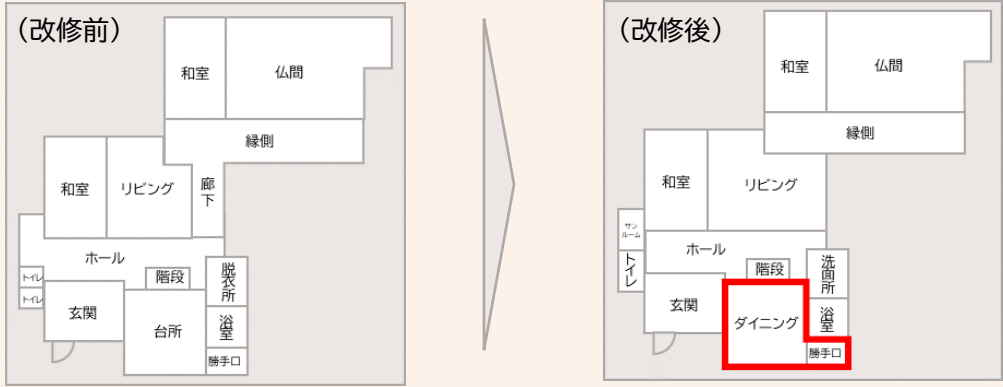 (改修前)
和室
仏間
縁側
和室
リビング
廊
下
ホール
トイレ
トイレ
階段
脱
衣
所
玄関
台所
浴
室
勝手口
(改修後)
和室
仏間
縁側
和室
リビング
サン
ルーム
ホール
トイレ
階段
洗
面
所
玄関
ダイニング
浴
室
勝手口